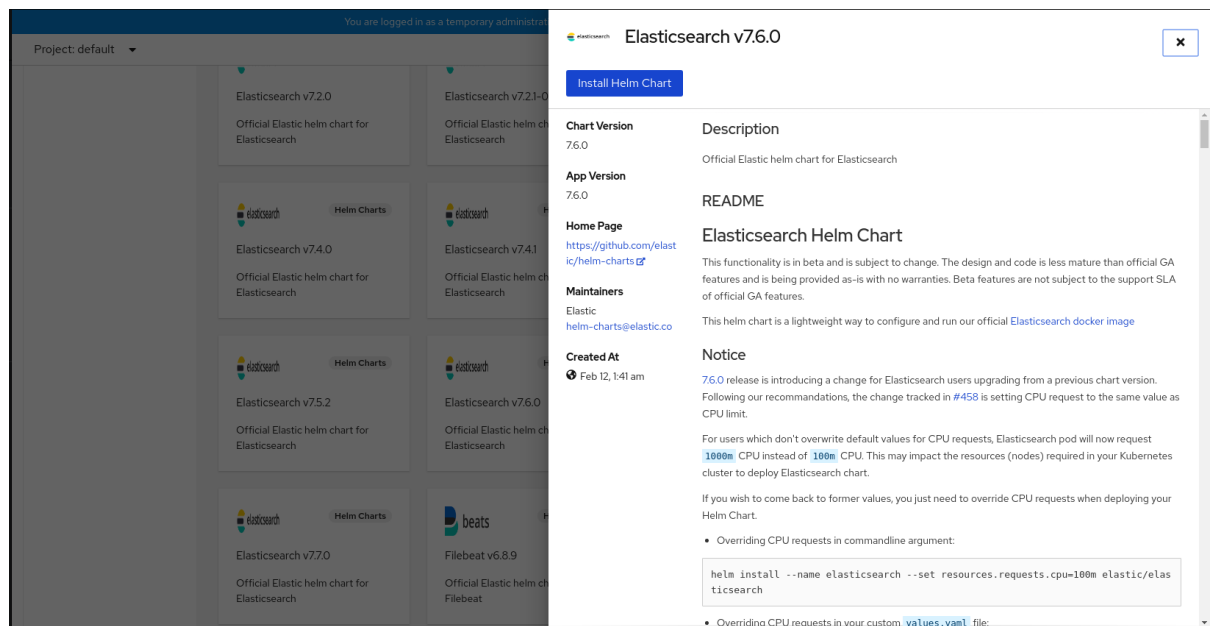 You are logged in as a temporary administrat
Project: default
Elasticsearch v7.2.0
Official Elastic helm chart for
Elasticsearch
Elasticsearch v7.2.1-0
Official Elastic helm ch
Elasticsearch
elasticsearch
Helm Charts
Elasticsearch v7.4.0
Official Elastic helm chart for
Elasticsearch
elasticsearch
H
Elasticsearch v7.4.1
Official Elastic helm ch
Elasticsearch
elasticsearch
Helm Charts
Elasticsearch v7.5.2
Official Elastic helm chart for
Elasticsearch
elasticsearch
H
Elasticsearch v7.6.0
Official Elastic helm ch
Elasticsearch
elasticsearch
Helm Charts
Elasticsearch v7.7.0
Official Elastic helm chart for
Elasticsearch
beats
H
Filebeat v6.8.9
Official Elastic helm ch
Filebeat
elasticsearch
Elasticsearch v7.6.0
Install Helm Chart
Chart Version
7.6.0
App Version
7.6.0
Home Page
https://github.com/elast
ic/helm-charts
Maintainers
Elastic
helm-charts@elastic.co
Created At
Feb 12, 1:41 am
Description
Official Elastic helm chart for Elasticsearch
README
Elasticsearch Helm Chart
This functionality is in beta and is subject to change. The design and code is less mature than official GA
features and is being provided as-is with no warranties. Beta features are not subject to the support SLA
of official GA features.
This helm chart is a lightweight way to configure and run our official Elasticsearch docker image
Notice
7.6.0 release is introducing a change for Elasticsearch users upgrading from a previous chart version.
Following our recommandations, the change tracked in #458 is setting CPU request to the same value as
CPU limit.
For users which don't overwrite default values for CPU requests, Elasticsearch pod will now request
1000m CPU instead of 100m CPU. This may impact the resources (nodes) required in your Kubernetes
cluster to deploy Elasticsearch chart.
If you wish to come back to former values, you just need to override CPU requests when deploying your
Helm Chart.
• Overriding CPU requests in commandline argument:
helm install --name elasticsearch --set resources.requests.cpu=100m elastic/elas
ticsearch
• Overriding CPU requests in your custom values.yaml file: